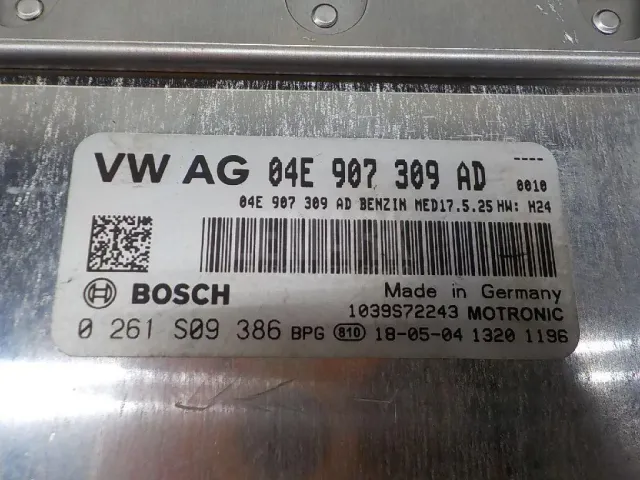 VW AG 04E 907 309 AD ---- 0010
04E 907 309 AD BENZIN MED17.5.25 HW: H24
BOSCH Made in Germany
1039S72243 MOTRONIC
0 261 S09 386 BPG 810 18-05-04 1320 1196